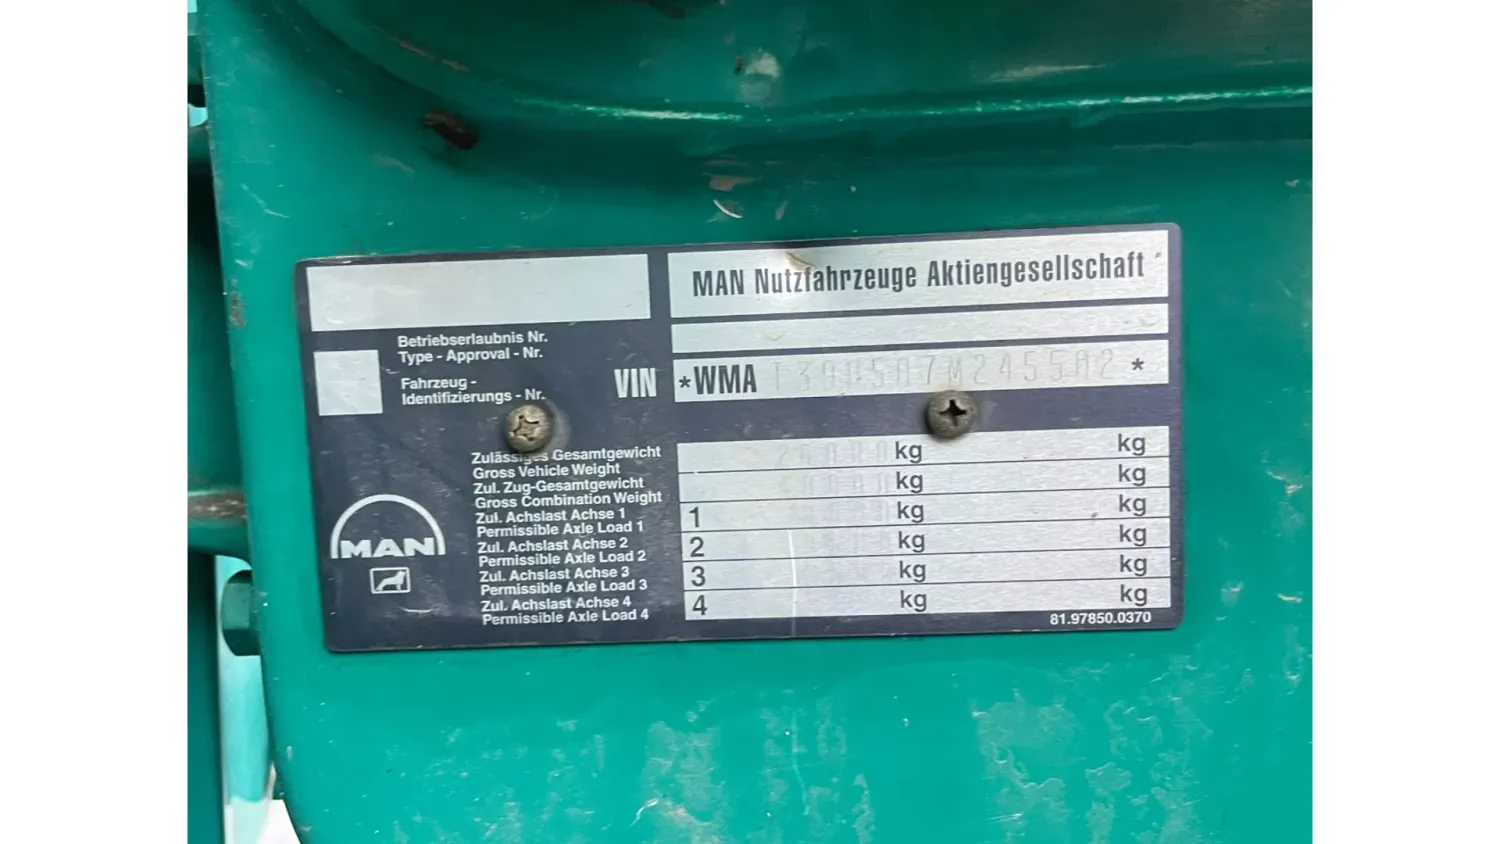 MAN Nutzfahrzeuge Aktiengesellschaft
Betriebserlaubnis Nr.
Type - Approval - Nr.
Fahrzeug -
Identifizierungs - Nr.
VIN *WMA T390507M245502 *
Zulässiges Gesamtgewicht 26000 kg kg
Gross Vehicle Weight
Zul. Zug-Gesamtgewicht kg kg
Gross Combination Weight
Zul. Achslast Achse 1 1 kg kg
Permissible Axle Load 1
Zul. Achslast Achse 2 2 kg kg
Permissible Axle Load 2
Zul. Achslast Achse 3 3 kg kg
Permissible Axle Load 3
Zul. Achslast Achse 4 4 kg kg
Permissible Axle Load 4
MAN
81.97850.0370